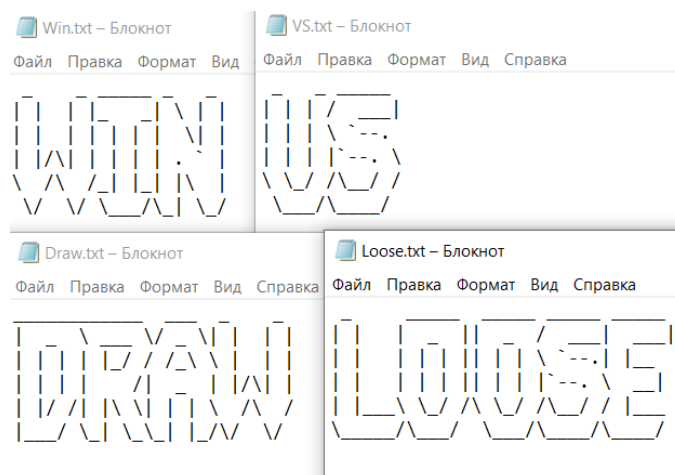 Win.txt – Блокнот
Файл Правка Формат Вид
WIN
VS.txt – Блокнот
Файл Правка Формат Вид Справка
VS
Draw.txt – Блокнот
Файл Правка Формат Вид Справка
DRAW
Loose.txt – Блокнот
Файл Правка Формат Вид Справка
LOOSE